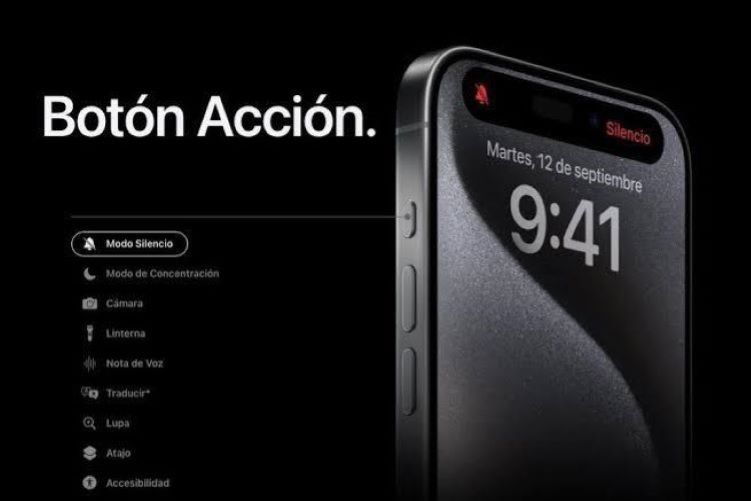 Botón Acción.
Silencio
Martes, 12 de septiembre
9:41
Modo Silencio
Modo de Concentración
Cámara
Linterna
Nota de Voz
Traducir*
Lupa
Atajo
Accesibilidad